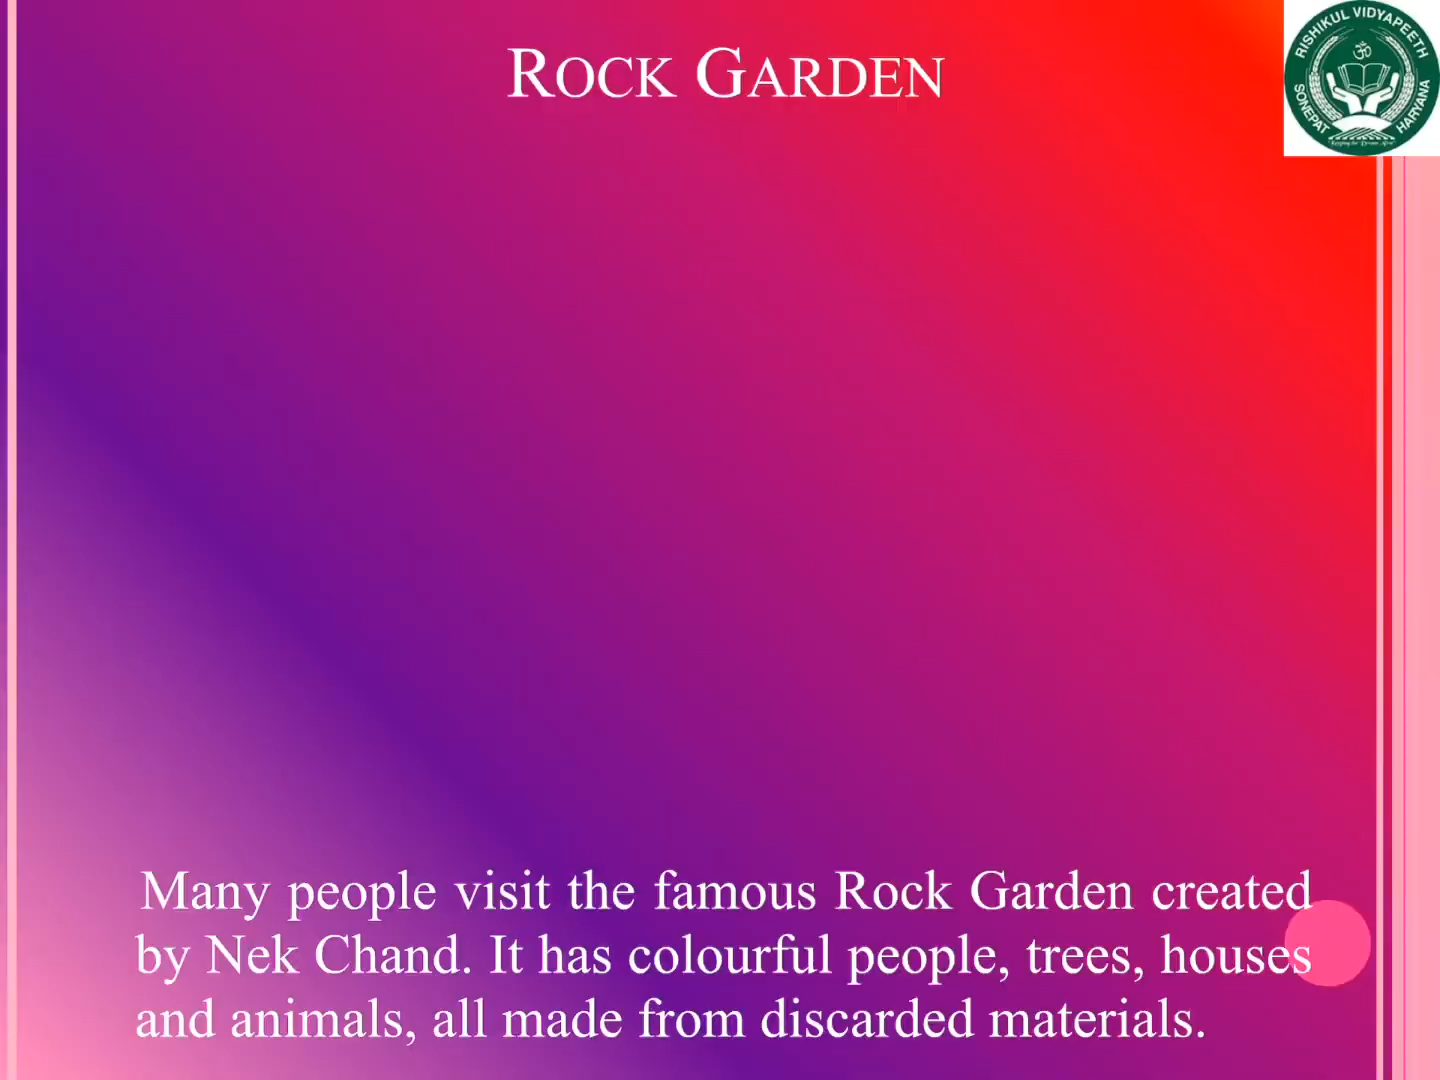 ROCK GARDEN
RISHIKUL VIDYAPEETH
ॐ
SONEPAT
HARYANA
Many people visit the famous Rock Garden created
by Nek Chand. It has colourful people, trees, houses
and animals, all made from discarded materials.